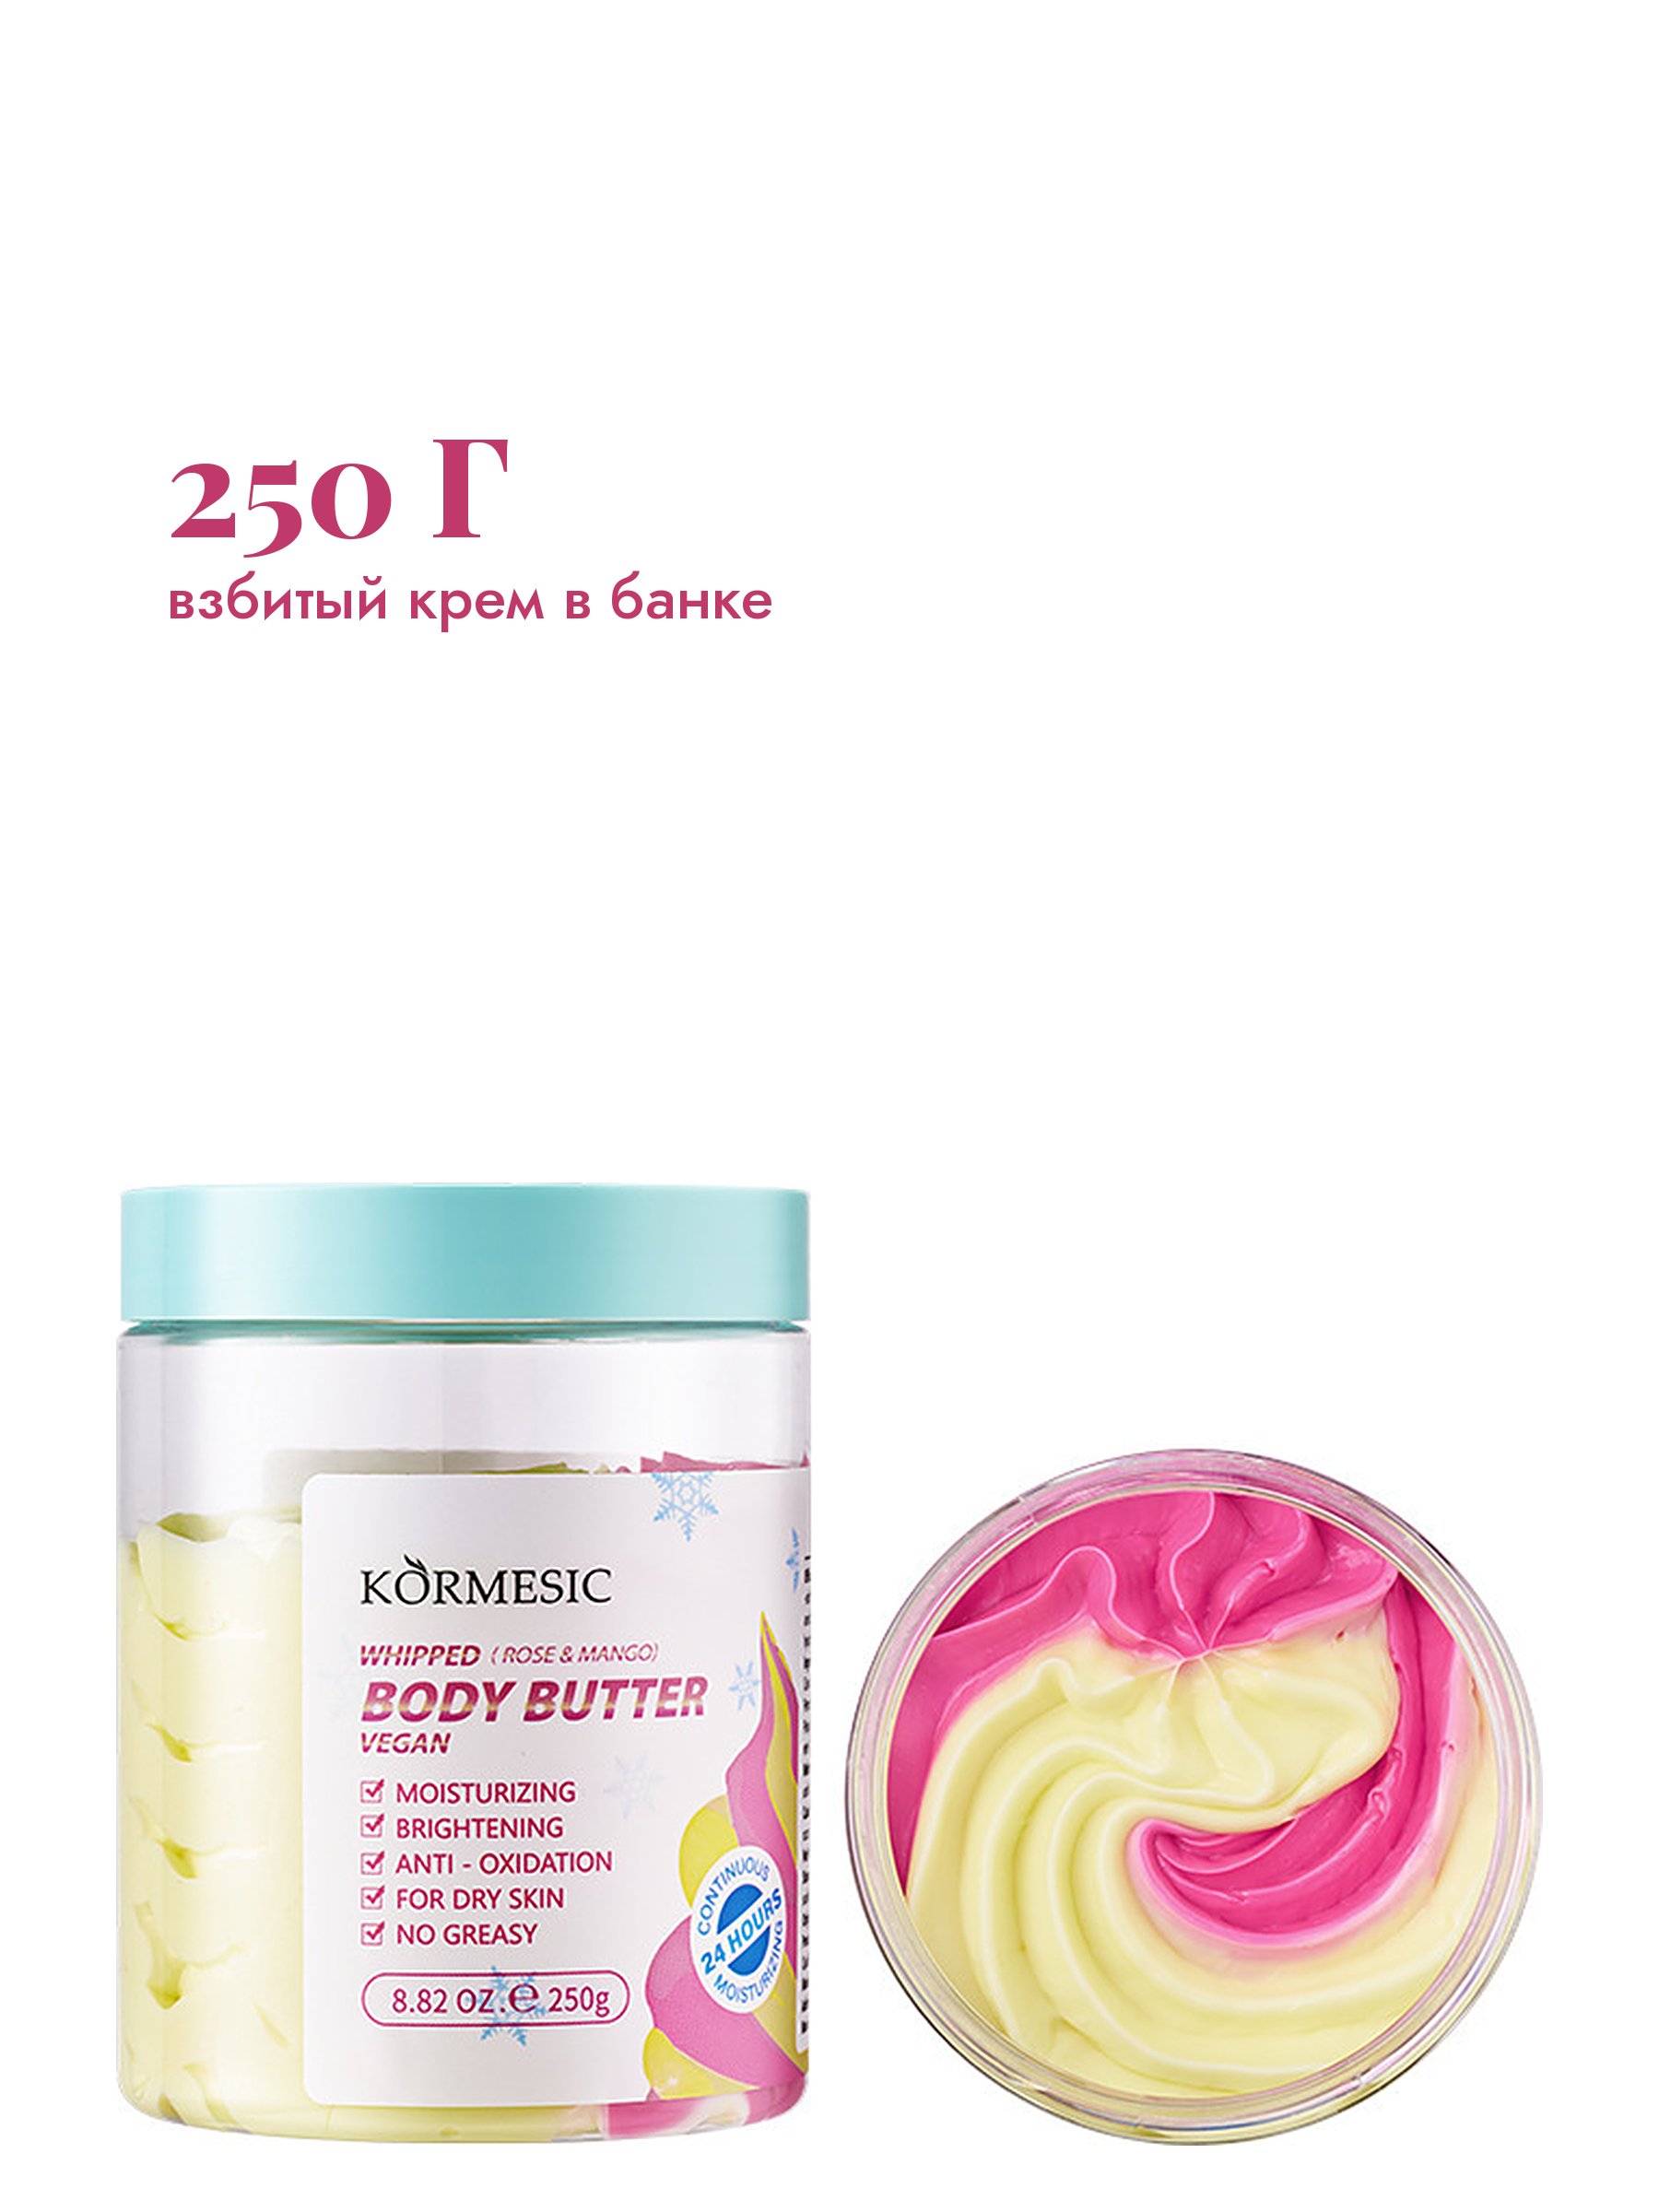 250 Г
взбитый крем в банке
KORMESIC
WHIPPED (ROSE & MANGO)
BODY BUTTER
VEGAN
MOISTURIZING
BRIGHTENING
ANTI - OXIDATION
FOR DRY SKIN
NO GREASY
8.82 OZ.℮ 250g
CONTINUOUS
24 HOURS
MOISTURIZING